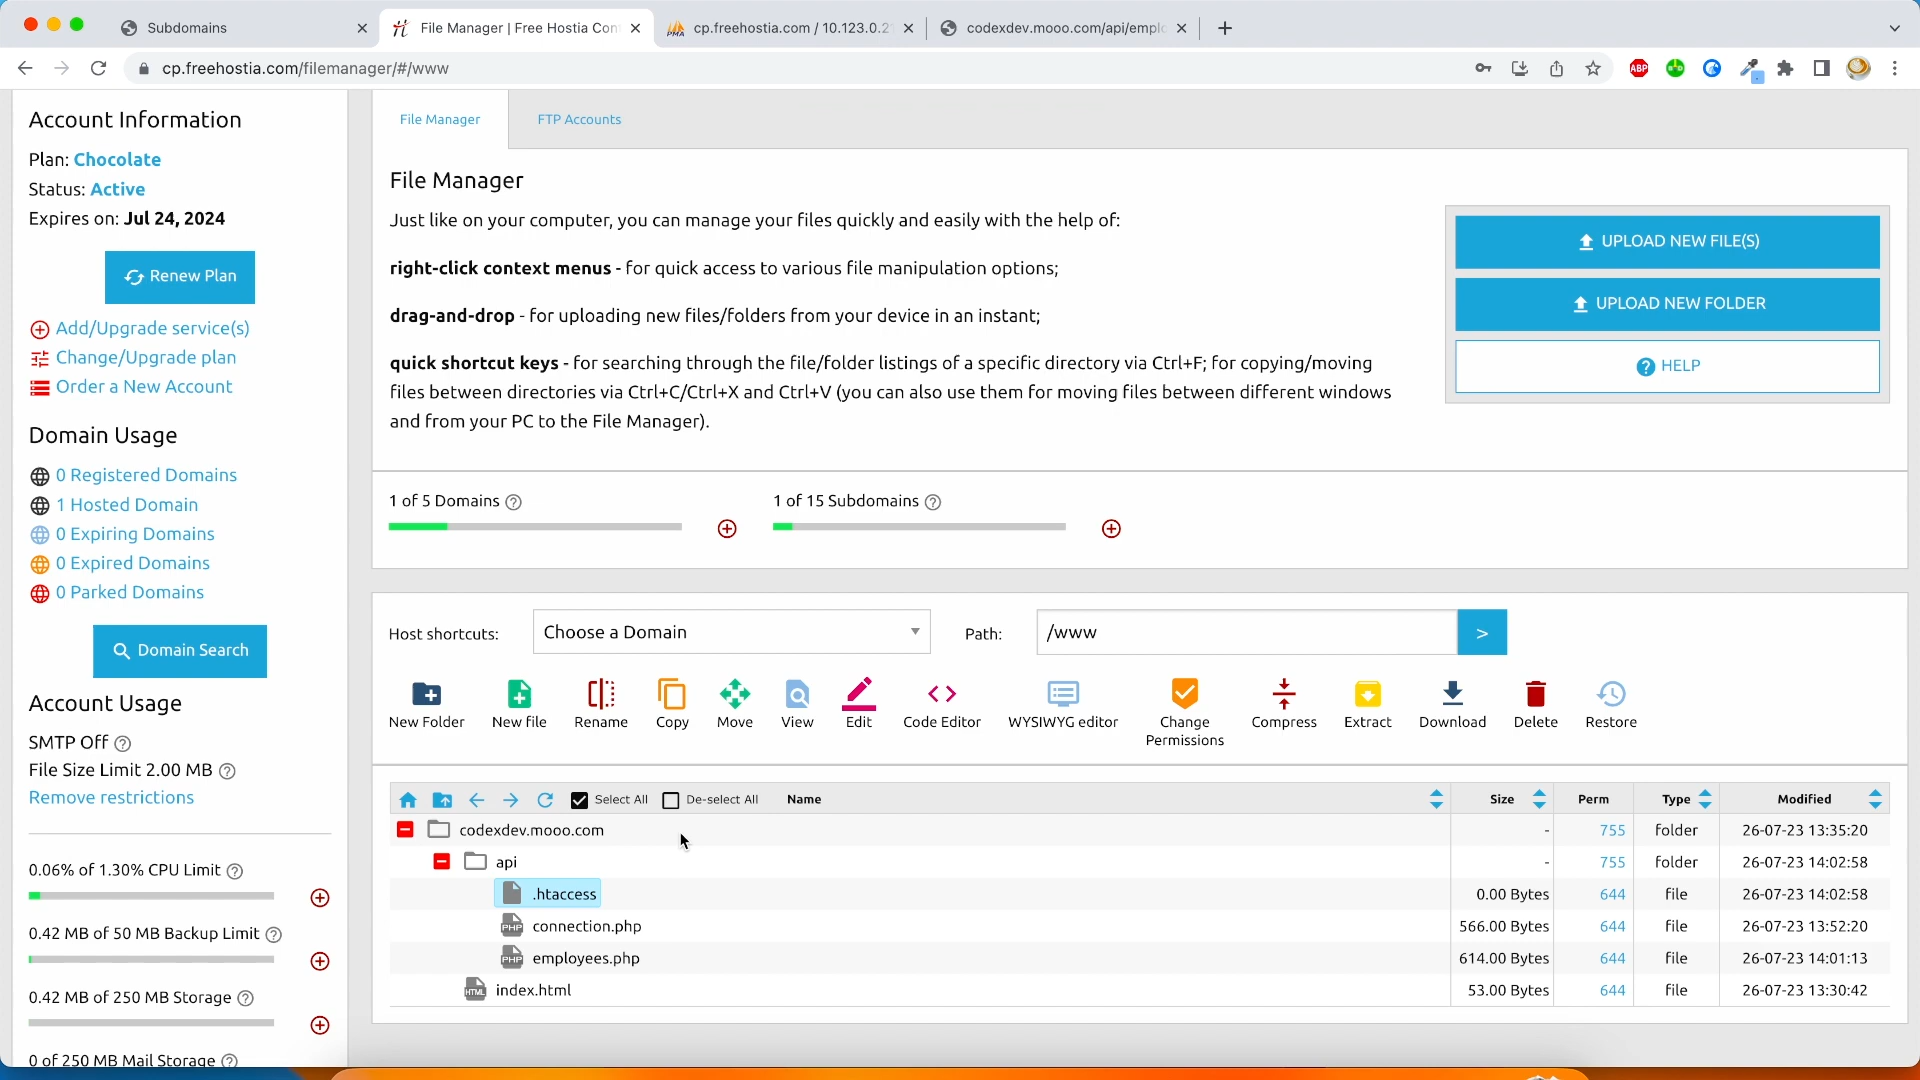 Subdomains
File Manager | Free Hostia Con
cp.freehostia.com / 10.123.0.2
codexdev.mooo.com/api/emplo
cp.freehostia.com/filemanager/#/www
ABP
Account Information
Plan: Chocolate
Status: Active
Expires on: Jul 24, 2024
Renew Plan
Add/Upgrade service(s)
Change/Upgrade plan
Order a New Account
Domain Usage
0 Registered Domains
1 Hosted Domain
0 Expiring Domains
0 Expired Domains
0 Parked Domains
Domain Search
Account Usage
SMTP Off
File Size Limit 2.00 MB
Remove restrictions
0.06% of 1.30% CPU Limit
0.42 MB of 50 MB Backup Limit
0.42 MB of 250 MB Storage
0 of 250 MB Mail Storage
File Manager
FTP Accounts
File Manager
Just like on your computer, you can manage your files quickly and easily with the help of:
right-click context menus - for quick access to various file manipulation options;
drag-and-drop - for uploading new files/folders from your device in an instant;
quick shortcut keys - for searching through the file/folder listings of a specific directory via Ctrl+F; for copying/moving
files between directories via Ctrl+C/Ctrl+X and Ctrl+V (you can also use them for moving files between different windows
and from your PC to the File Manager).
UPLOAD NEW FILE(S)
UPLOAD NEW FOLDER
HELP
1 of 5 Domains
1 of 15 Subdomains
Host shortcuts:
Choose a Domain
Path:
/www
>
New Folder
New file
Rename
Copy
Move
View
Edit
Code Editor
WYSIWYG editor
Change
Permissions
Compress
Extract
Download
Delete
Restore
Select All De-select All Name Size Perm Type Modified
codexdev.mooo.com - 755 folder 26-07-23 13:35:20
api - 755 folder 26-07-23 14:02:58
.htaccess 0.00 Bytes 644 file 26-07-23 14:02:58
connection.php 566.00 Bytes 644 file 26-07-23 13:52:20
employees.php 614.00 Bytes 644 file 26-07-23 14:01:13
index.html 53.00 Bytes 644 file 26-07-23 13:30:42